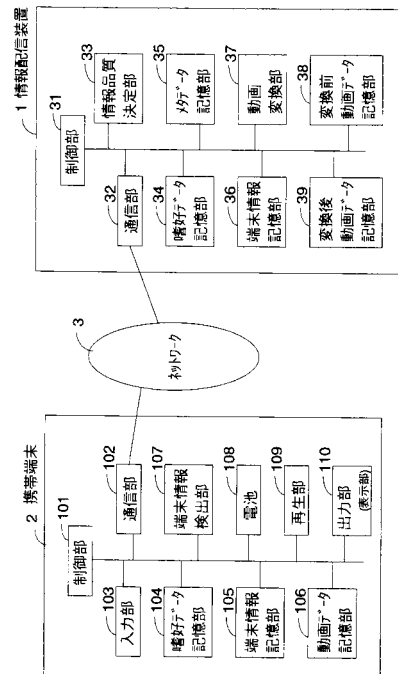 1 情報配信装置
31
制御部
32
通信部
33
情報品質
決定部
34
嗜好データ
記憶部
35
メタデータ
記憶部
36
端末情報
記憶部
37
動画
変換部
39
変換後
動画データ
記憶部
38
変換前
動画データ
記憶部
3
ネットワーク
2 携帯端末
101
制御部
103
入力部
102
通信部
104
嗜好データ
記憶部
107
端末情報
検出部
105
端末情報
記憶部
108
電池
109
再生部
106
動画データ
記憶部
110
出力部
(表示部)